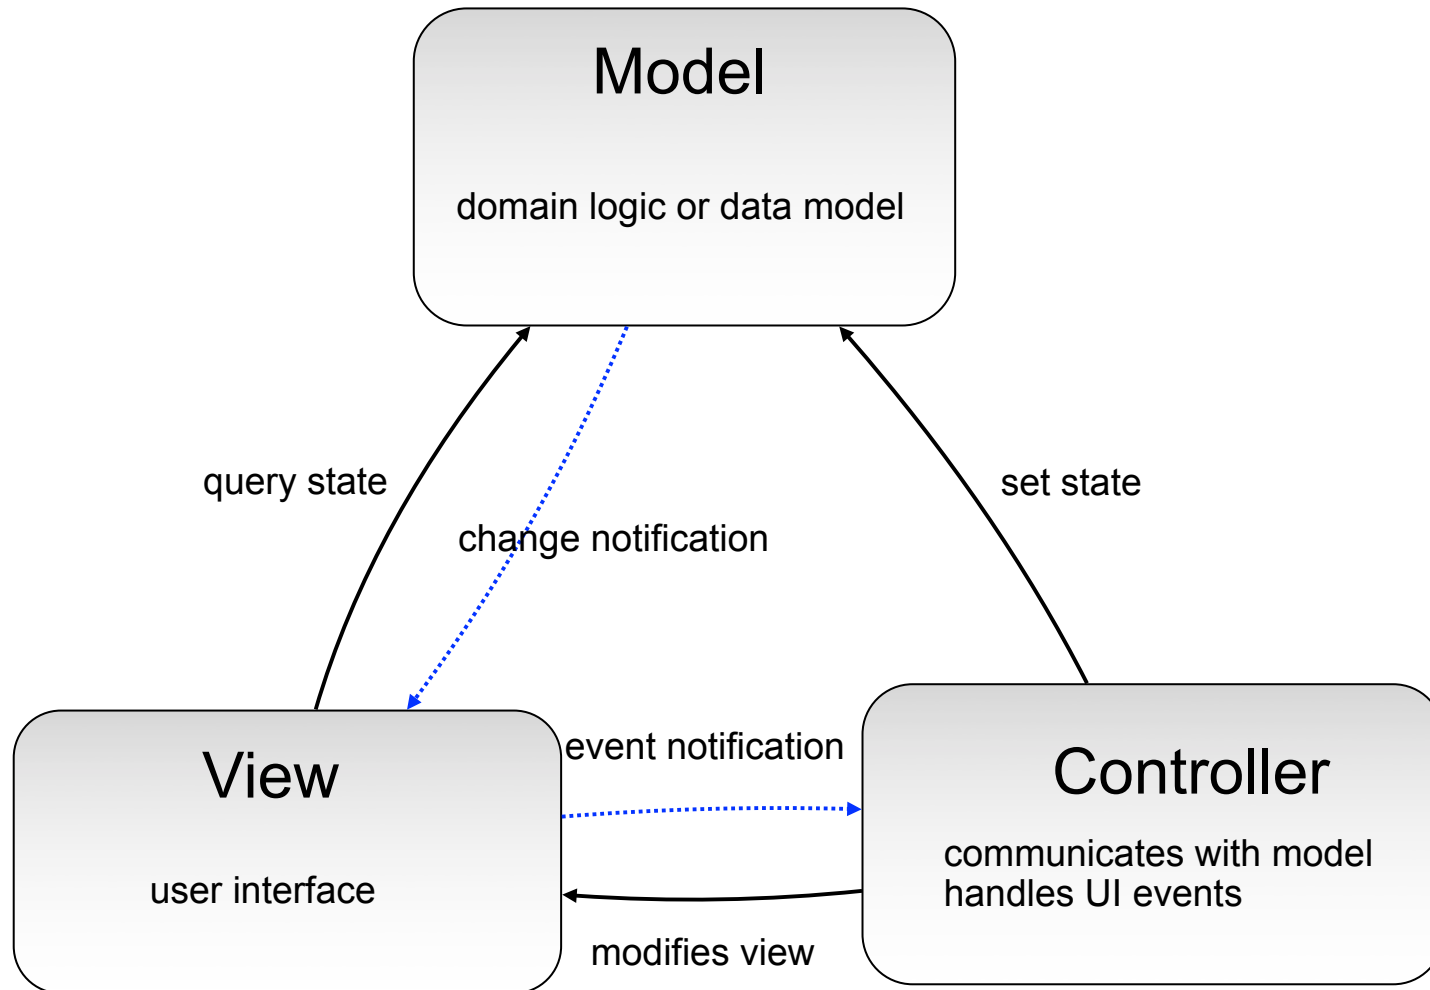 Model
domain logic or data model
query state
set state
change notification
event notification
View
user interface
Controller
communicates with model
handles UI events
modifies view